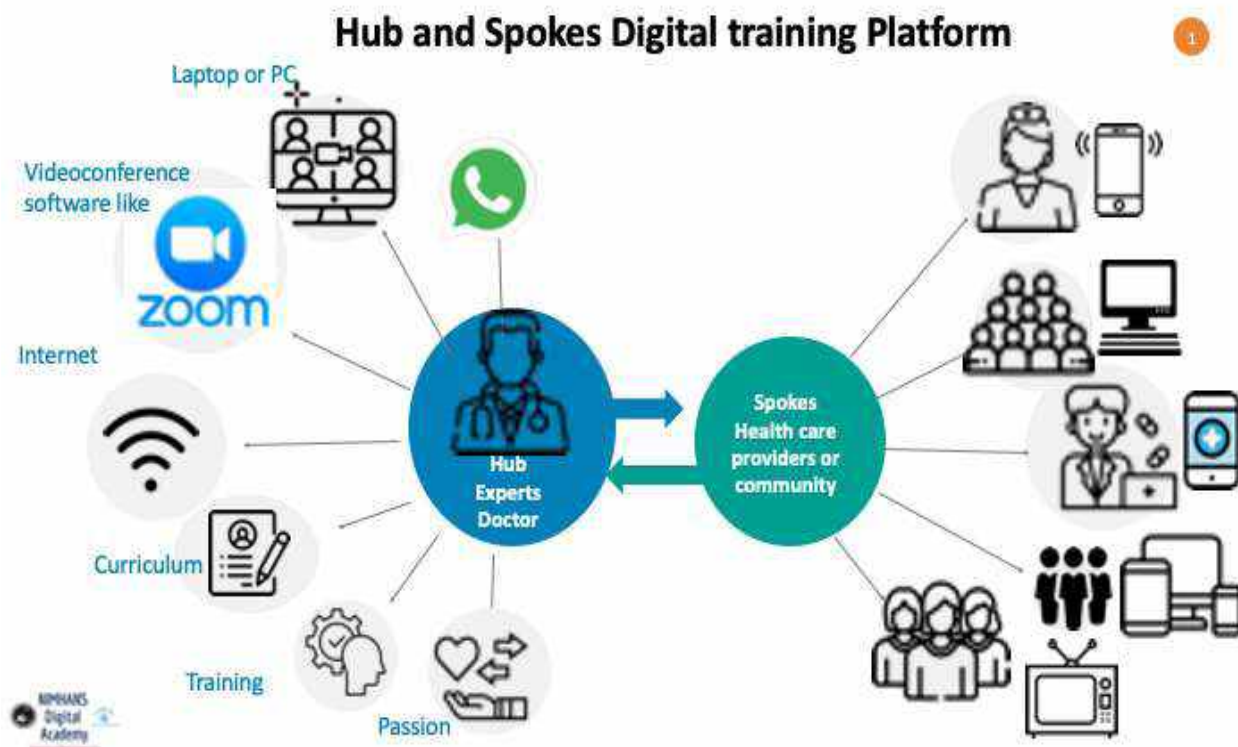 Hub and Spokes Digital training Platform
1
Laptop or PC
Videoconference
software like
zoom
Internet
Curriculum
Training
Passion
Hub
Experts
Doctor
Spokes
Health care
providers or
community
NIMHANS
Digital
Academy